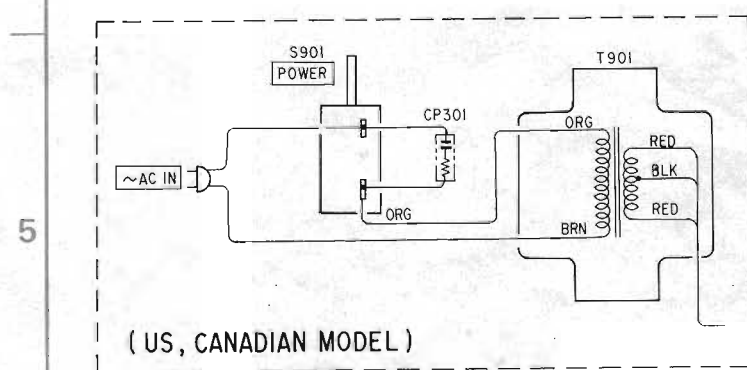 S901
POWER
T901
CP301
ORG
RED
~AC IN
BLK
RED
ORG
BRN
5
(US, CANADIAN MODEL)